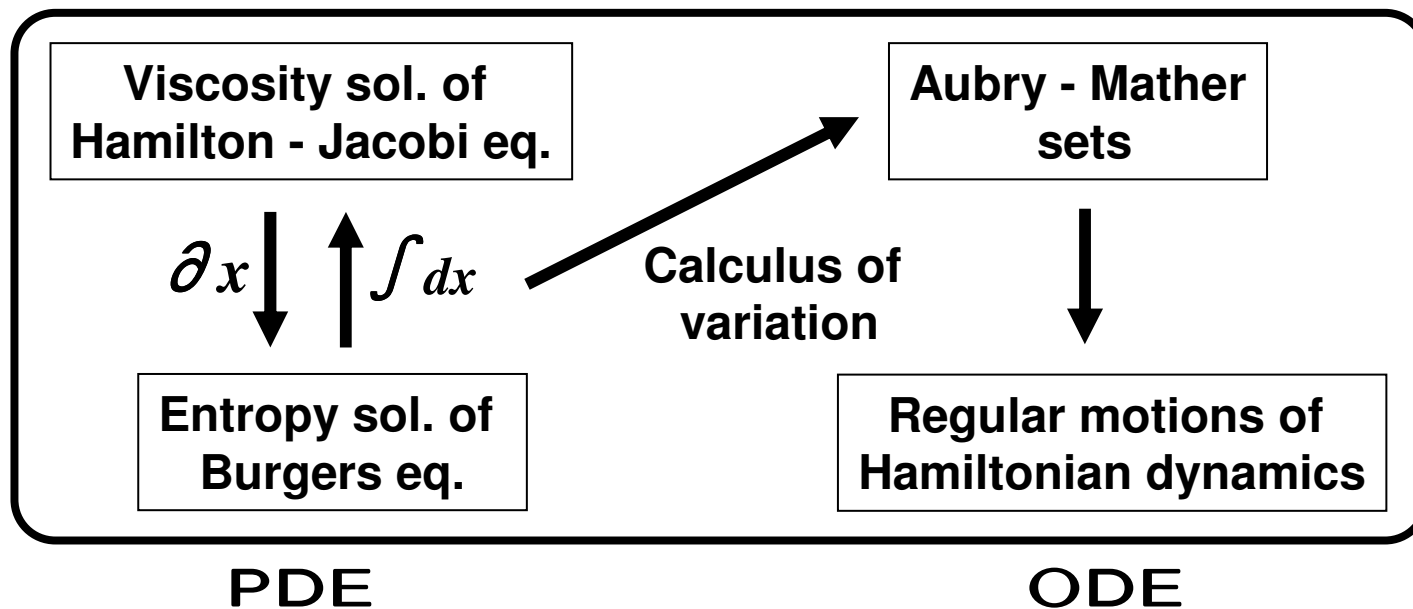 Viscosity sol. of
Hamilton - Jacobi eq.
Aubry - Mather
sets
∂x
∫dx
Calculus of
variation
Entropy sol. of
Burgers eq.
Regular motions of
Hamiltonian dynamics
PDE
ODE